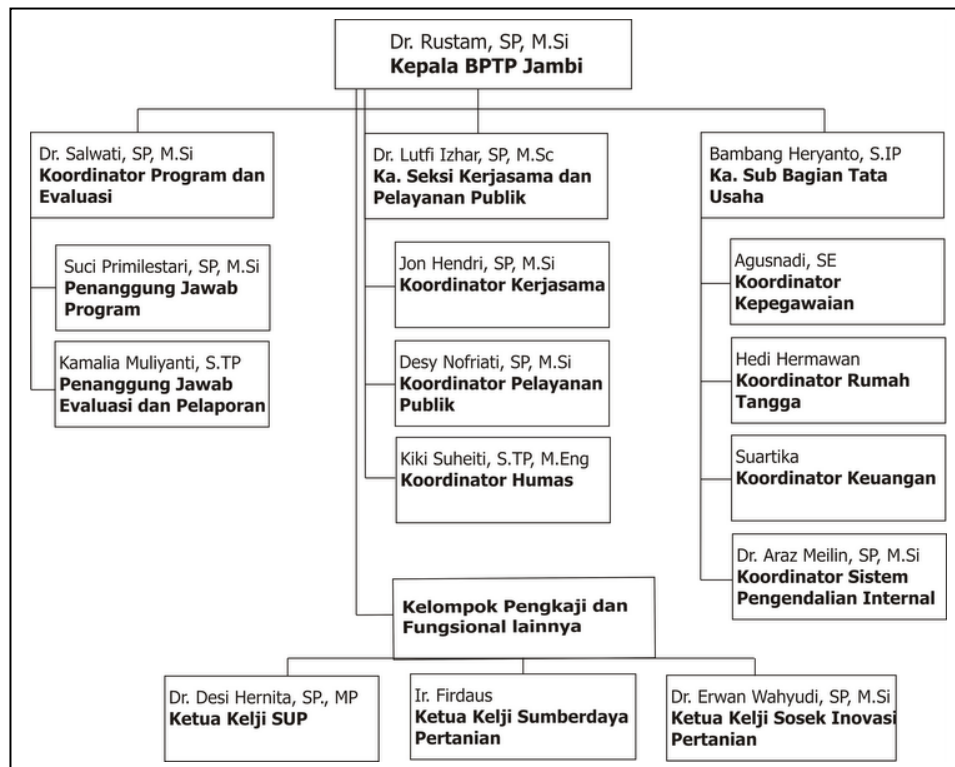 Dr. Rustam, SP, M.Si
Kepala BPTP Jambi
Dr. Salwati, SP, M.Si
Koordinator Program dan
Evaluasi
Dr. Lutfi Izhar, SP, M.Sc
Ka. Seksi Kerjasama dan
Pelayanan Publik
Bambang Heryanto, S.IP
Ka. Sub Bagian Tata
Usaha
Suci Primilestari, SP, M.Si
Penanggung Jawab
Program
Kamalia Muliyanti, S.TP
Penanggung Jawab
Evaluasi dan Pelaporan
Jon Hendri, SP, M.Si
Koordinator Kerjasama
Desy Nofriati, SP, M.Si
Koordinator Pelayanan
Publik
Kiki Suheiti, S.TP, M.Eng
Koordinator Humas
Agusnadi, SE
Koordinator
Kepegawaian
Hedi Hermawan
Koordinator Rumah
Tangga
Suartika
Koordinator Keuangan
Dr. Araz Meilin, SP, M.Si
Koordinator Sistem
Pengendalian Internal
Kelompok Pengkaji dan
Fungsional lainnya
Dr. Desi Hernita, SP., MP
Ketua Kelji SUP
Ir. Firdaus
Ketua Kelji Sumberdaya
Pertanian
Dr. Erwan Wahyudi, SP, M.Si
Ketua Kelji Sosek Inovasi
Pertanian